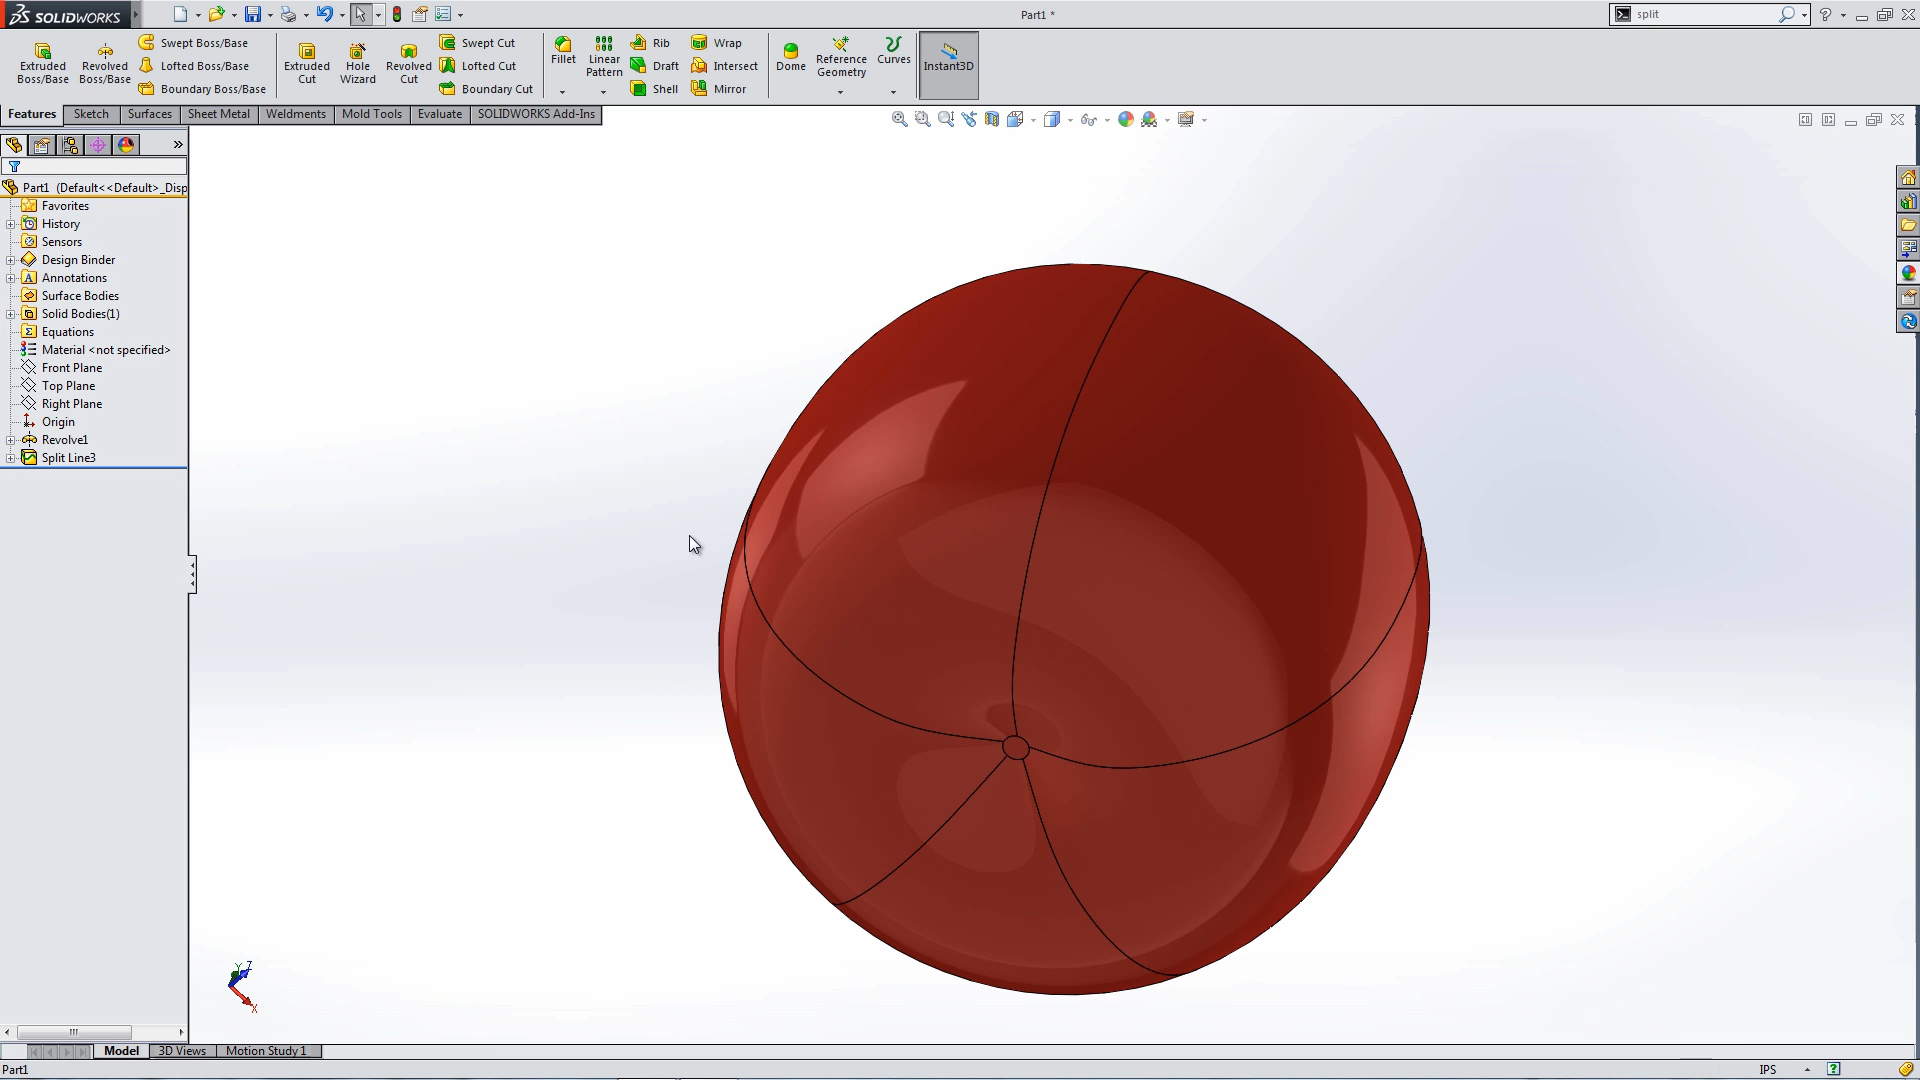 SOLIDWORKS
Part1 *
split
Extruded Boss/Base
Revolved Boss/Base
Swept Boss/Base
Lofted Boss/Base
Boundary Boss/Base
Extruded Cut
Hole Wizard
Revolved Cut
Swept Cut
Lofted Cut
Boundary Cut
Fillet
Linear Pattern
Rib
Draft
Shell
Wrap
Intersect
Mirror
Dome
Reference Geometry
Curves
Instant3D
Features
Sketch
Surfaces
Sheet Metal
Weldments
Mold Tools
Evaluate
SOLIDWORKS Add-Ins
Part1 (Default<<Default>_Disp
Favorites
History
Sensors
Design Binder
Annotations
Surface Bodies
Solid Bodies(1)
Equations
Material <not specified>
Front Plane
Top Plane
Right Plane
Origin
Revolve1
Split Line3
Y
Z
X
Model
3D Views
Motion Study 1
Part1
IPS